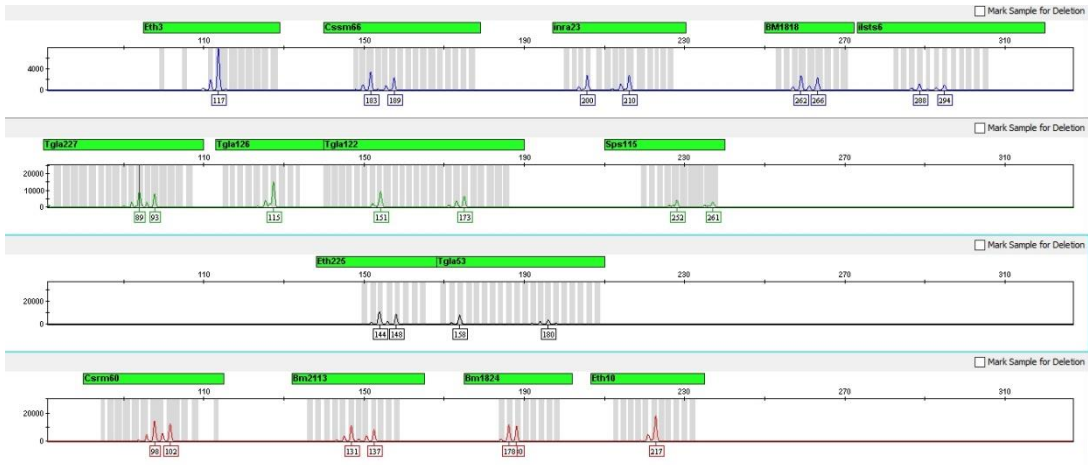 Mark Sample for Deletion
Eth3 Cssm66 inra23 BM1818 ilsts6
110 150 190 230 270 310
4000
0
117 183 189 200 210 262 266 288 294
Mark Sample for Deletion
Tgla227 Tgla126 Tgla122 Sps115
110 150 190 230 270 310
20000
10000
0
89 93 115 151 173 252 261
Mark Sample for Deletion
Eth225 Tgla53
110 150 190 230 270 310
20000
0
144 148 158 180
Mark Sample for Deletion
Csrm60 Bm2113 Bm1824 Eth10
110 150 190 230 270 310
20000
0
98 102 131 137 178 217